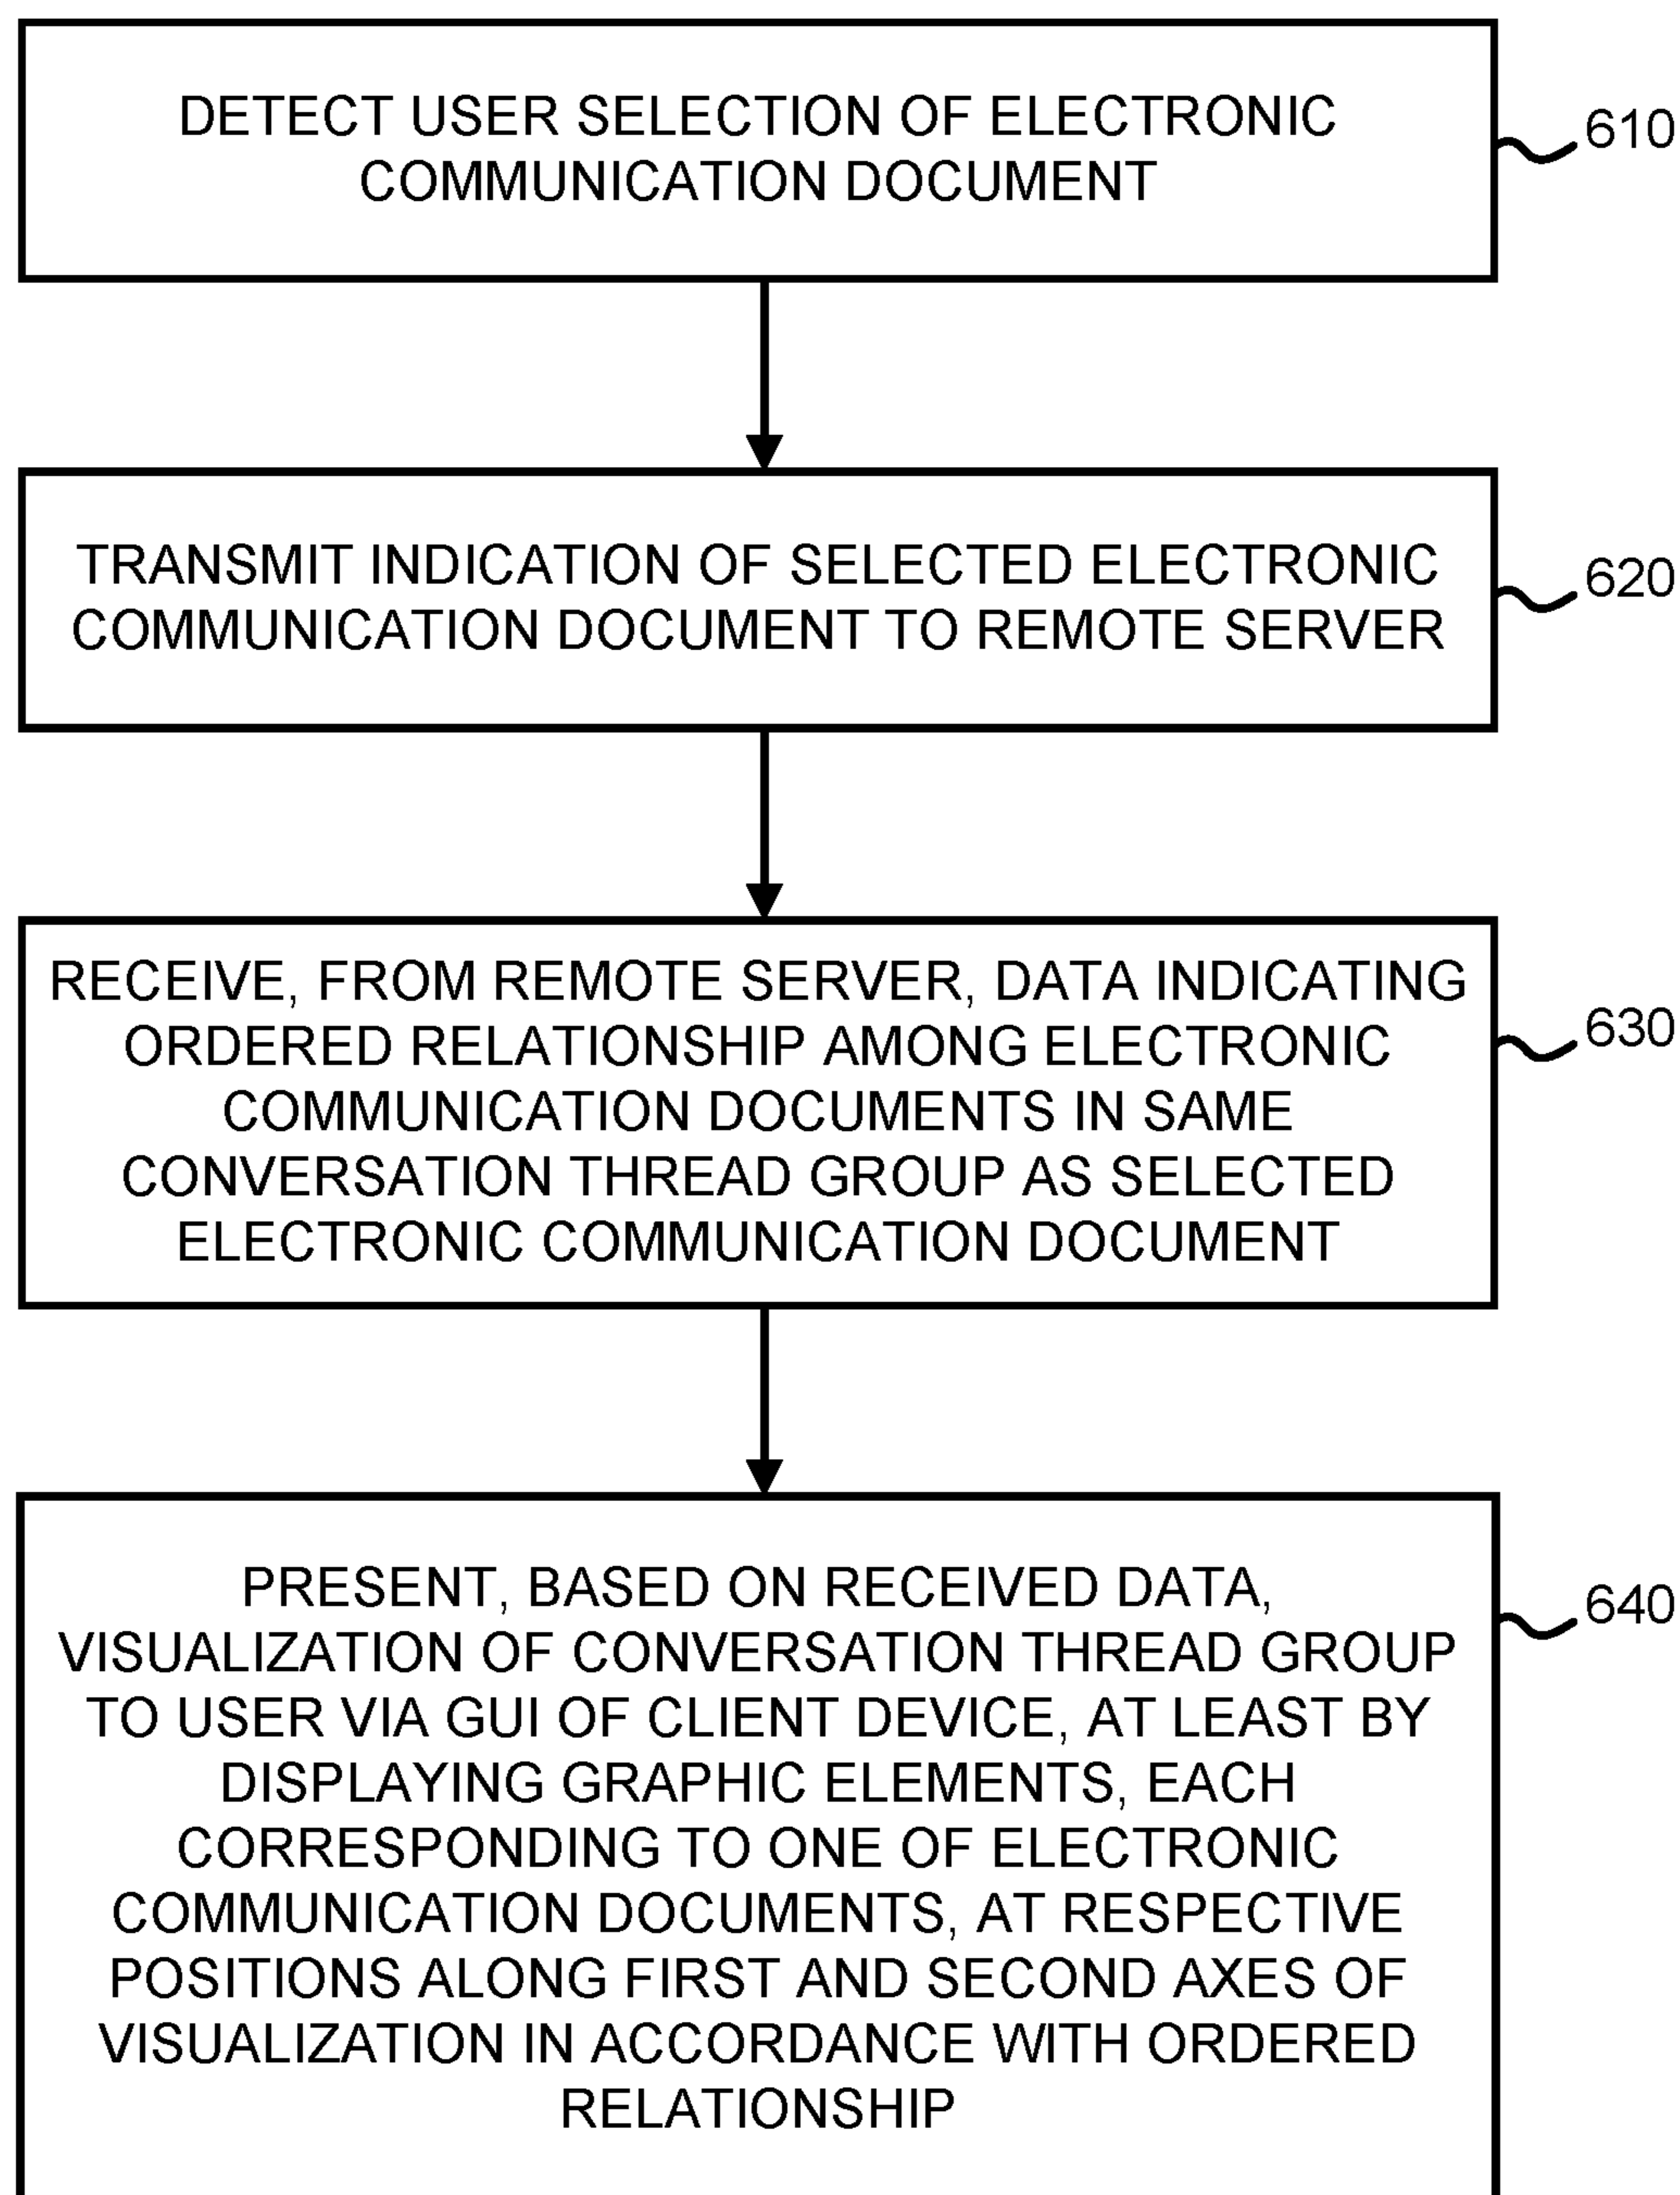 DETECT USER SELECTION OF ELECTRONIC
COMMUNICATION DOCUMENT
610
TRANSMIT INDICATION OF SELECTED ELECTRONIC
COMMUNICATION DOCUMENT TO REMOTE SERVER
620
RECEIVE, FROM REMOTE SERVER, DATA INDICATING
ORDERED RELATIONSHIP AMONG ELECTRONIC
COMMUNICATION DOCUMENTS IN SAME
CONVERSATION THREAD GROUP AS SELECTED
ELECTRONIC COMMUNICATION DOCUMENT
630
PRESENT, BASED ON RECEIVED DATA,
VISUALIZATION OF CONVERSATION THREAD GROUP
TO USER VIA GUI OF CLIENT DEVICE, AT LEAST BY
DISPLAYING GRAPHIC ELEMENTS, EACH
CORRESPONDING TO ONE OF ELECTRONIC
COMMUNICATION DOCUMENTS, AT RESPECTIVE
POSITIONS ALONG FIRST AND SECOND AXES OF
VISUALIZATION IN ACCORDANCE WITH ORDERED
RELATIONSHIP
640